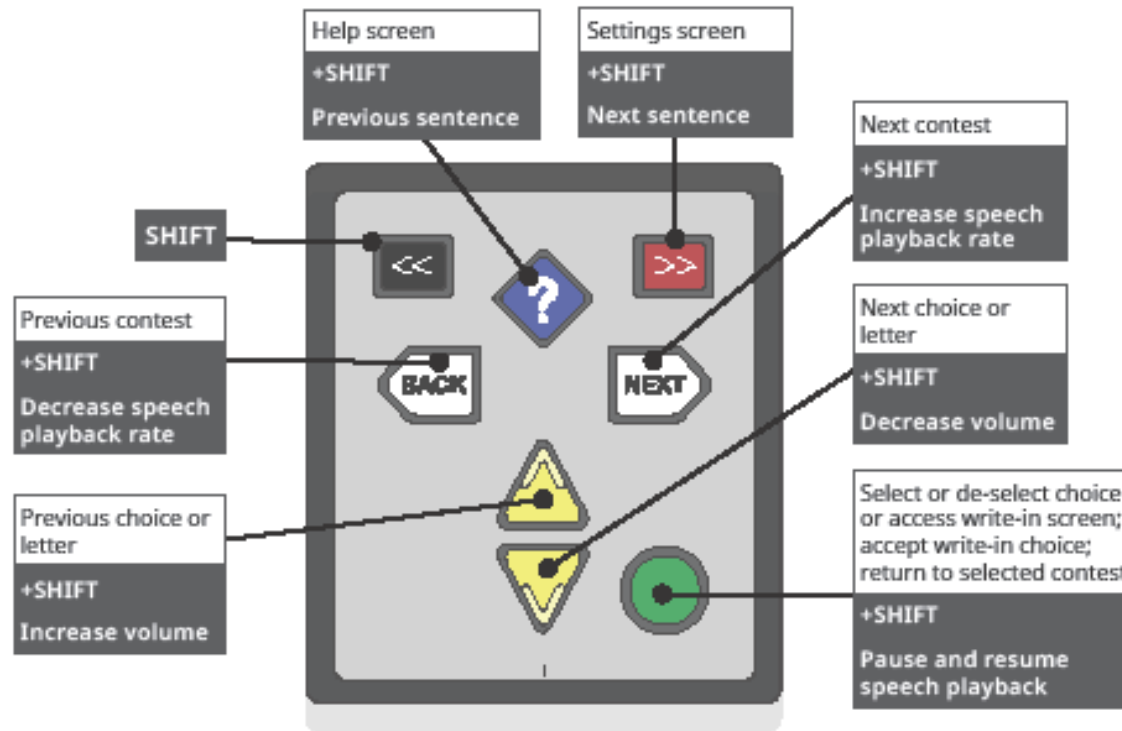 Help screen
+SHIFT
Previous sentence
Settings screen
+SHIFT
Next sentence
Next contest
+SHIFT
Increase speech
playback rate
SHIFT
<<
?
>>
Previous contest
+SHIFT
Decrease speech
playback rate
BACK
NEXT
Next choice or
letter
+SHIFT
Decrease volume
Previous choice or
letter
+SHIFT
Increase volume
Select or de-select choice
or access write-in screen;
accept write-in choice;
return to selected contest
+SHIFT
Pause and resume
speech playback